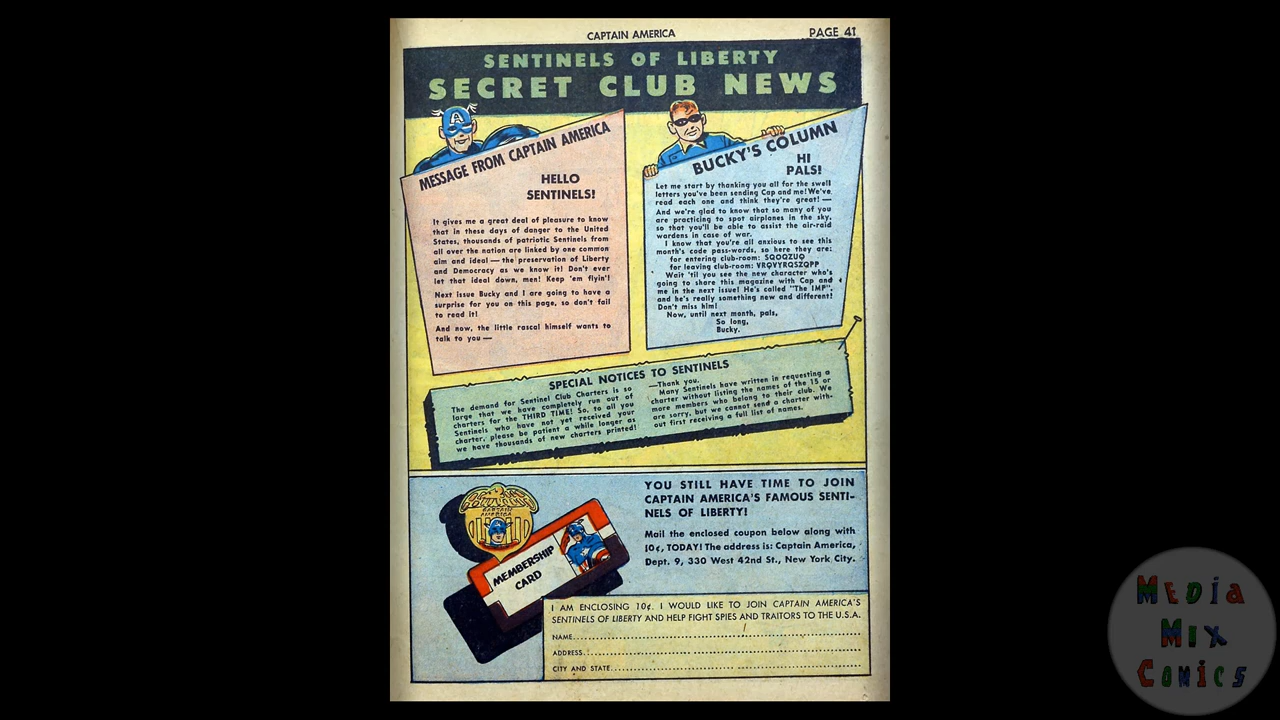 CAPTAIN AMERICA PAGE 41
SENTINELS OF LIBERTY
SECRET CLUB NEWS
MESSAGE FROM CAPTAIN AMERICA
HELLO
SENTINELS!
It gives me a great deal of pleasure to know
that in these days of danger to the United
States, thousands of patriotic Sentinels from
all over the nation are linked by one common
aim and ideal — the preservation of Liberty
and Democracy as we know it! Don't ever
let that ideal down, men! Keep 'em flyin'!
Next issue Bucky and I are going to have a
surprise for you on this page, so don't fail
to read it!
And now, the little rascal himself wants to
talk to you —
BUCKY'S COLUMN
HI
PALS!
Let me start by thanking you all for the swell
letters you've been sending Cap and me! We've
read each one and think they're great! —
And we're glad to know that so many of you
are practicing to spot airplanes in the sky,
so that you'll be able to assist the air-raid
wardens in case of war.
I know that you're all anxious to see this
month's code pass-words, so here they are:
for entering club-room: SQOQZUQ
for leaving club-room: VRQVYRQSZQPP
Wait 'til you see the new character who's
going to share this magazine with Cap and
me in the next issue! He's called "The IMP",
and he's really something new and different!
Don't miss him!
Now, until next month, pals,
So long,
Bucky.
SPECIAL NOTICES TO SENTINELS
The demand for Sentinel Club Charters is so
large that we have completely run out of
charters for the THIRD TIME! So, to all you
Sentinels who have not yet received your
charter, please be patient a while longer as
we have thousands of new charters printed!
—Thank you.
Many Sentinels have written in requesting a
charter without listing the names of the 15 or
more members who belong to their club. We
are sorry, but we cannot send a charter with-
out first receiving a full list of names.
CAPTAIN
AMERICA
MEMBERSHIP
CARD
YOU STILL HAVE TIME TO JOIN
CAPTAIN AMERICA'S FAMOUS SENTI-
NELS OF LIBERTY!
Mail the enclosed coupon below along with
10¢, TODAY! The address is: Captain America,
Dept. 9, 330 West 42nd St., New York City.
I AM ENCLOSING 10¢. I WOULD LIKE TO JOIN CAPTAIN AMERICA'S
SENTINELS OF LIBERTY AND HELP FIGHT SPIES AND TRAITORS TO THE U.S.A.
NAME
ADDRESS
CITY AND STATE
MEDiA
MiX
COMiCS